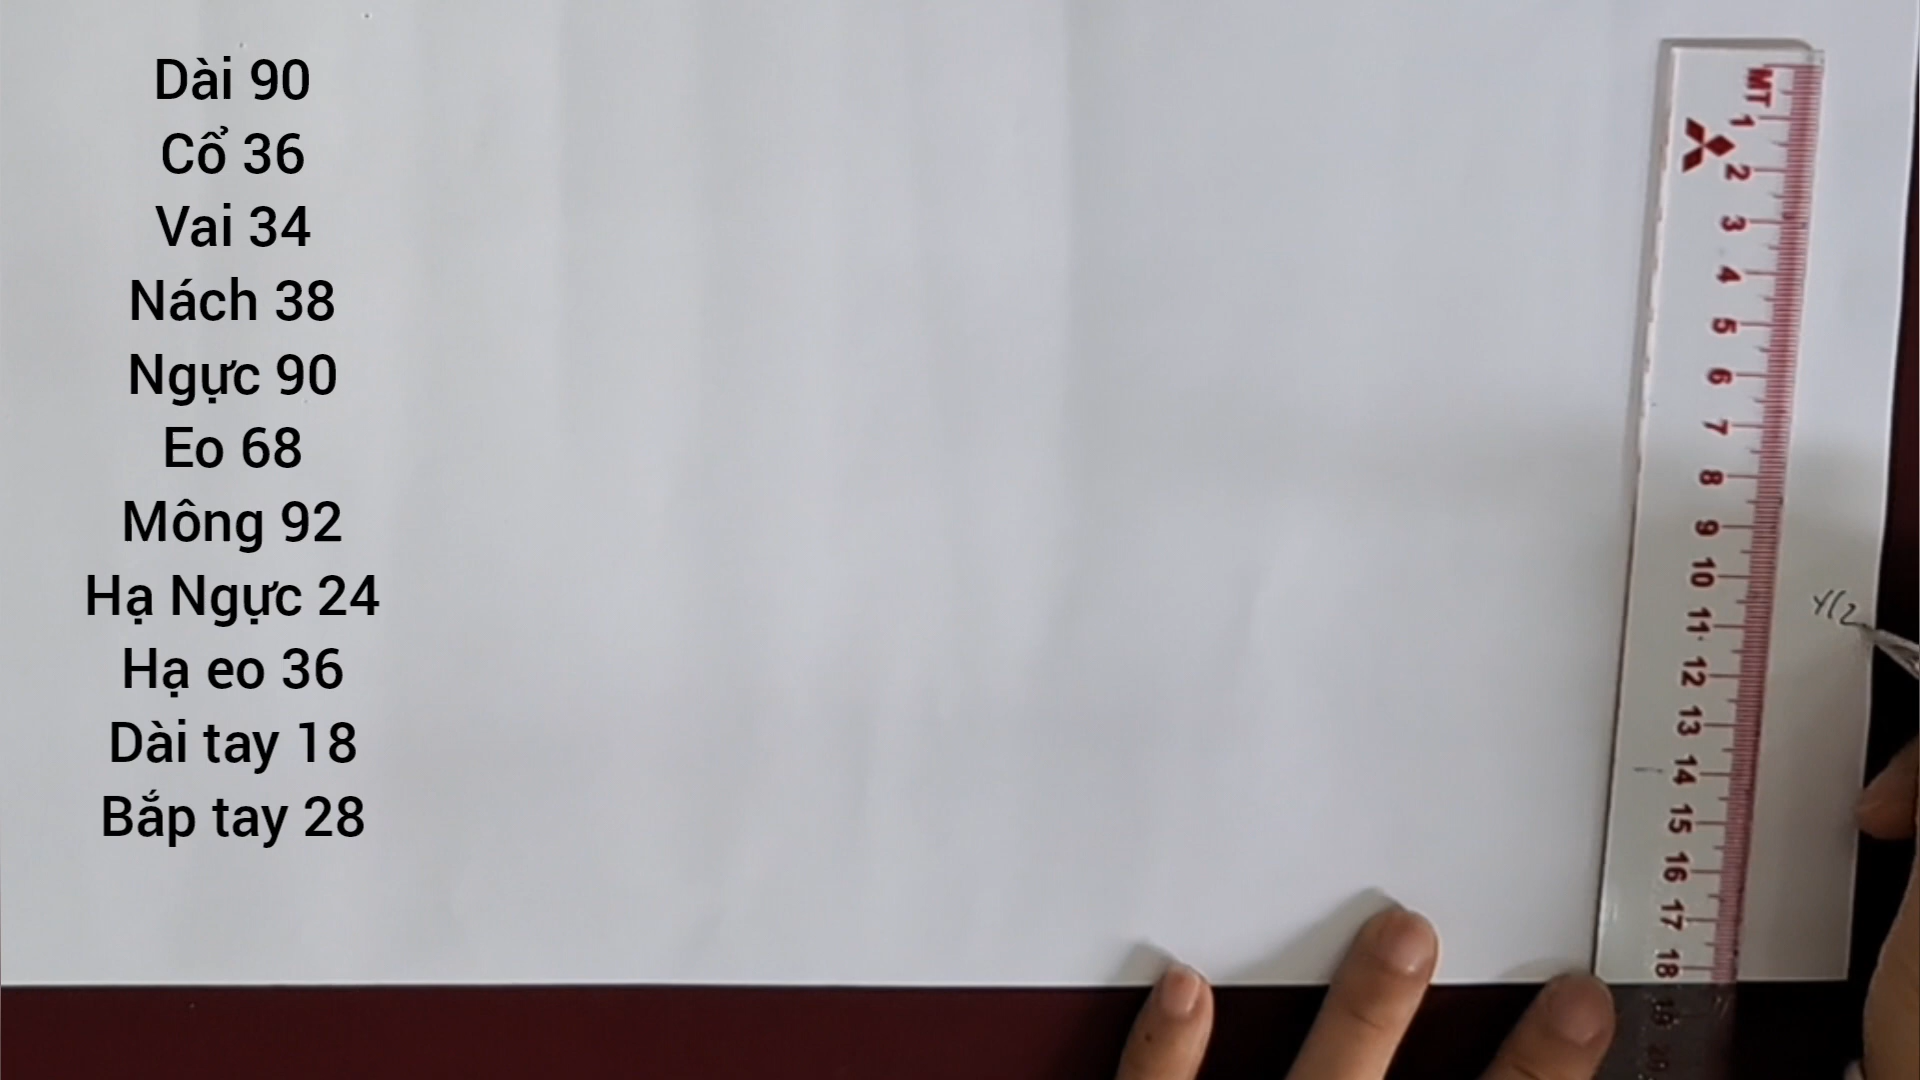 Dài 90
Cổ 36
Vai 34
Nách 38
Ngực 90
Eo 68
Mông 92
Hạ Ngực 24
Hạ eo 36
Dài tay 18
Bắp tay 28
MT
1
2
3
4
5
6
7
8
9
10
11
12
13
14
15
16
17
18
19
20